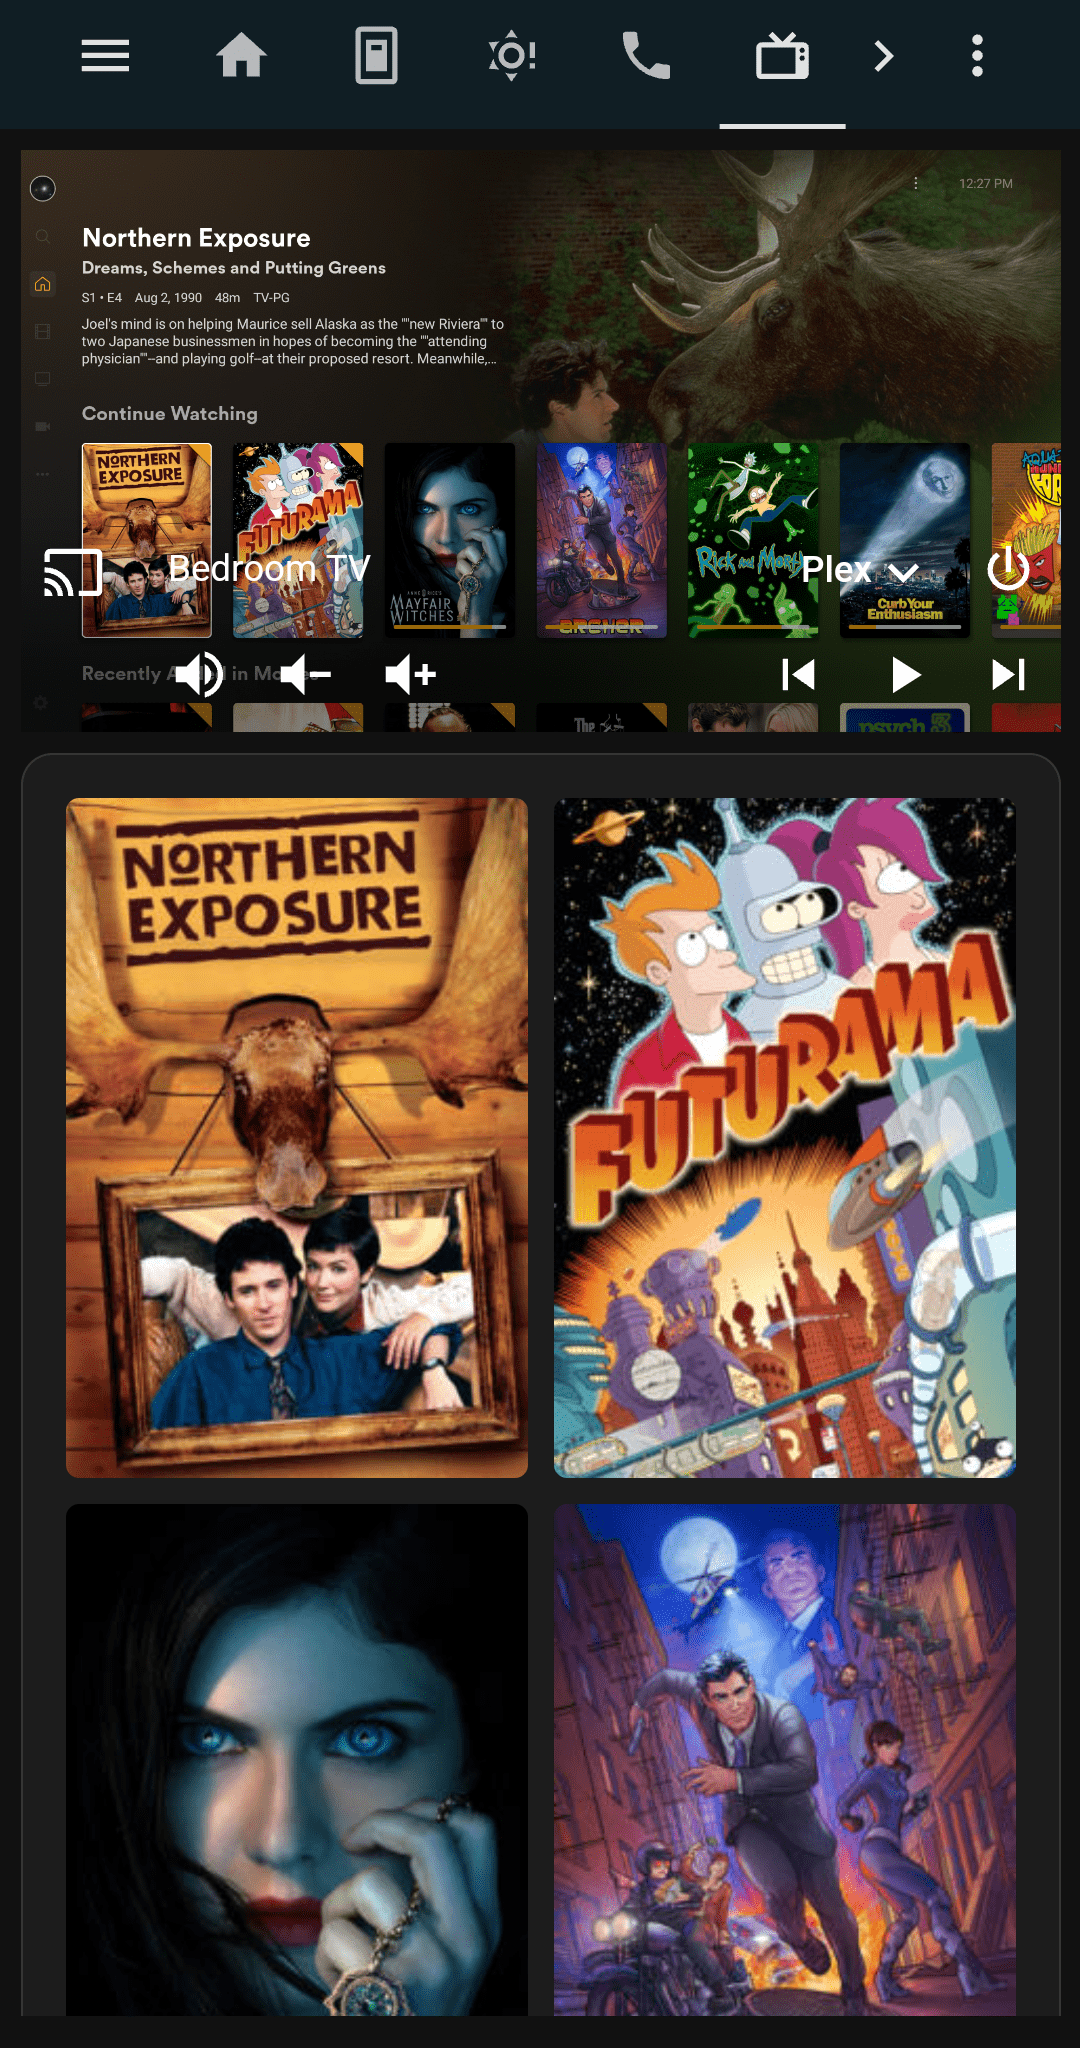 12:27 PM
Northern Exposure
Dreams, Schemes and Putting Greens
S1 • E4 Aug 2, 1990 48m TV-PG
Joel's mind is on helping Maurice sell Alaska as the ""new Riviera"" to
two Japanese businessmen in hopes of becoming the ""attending
physician""--and playing golf--at their proposed resort. Meanwhile,...
Continue Watching
NORTHERN
EXPOSURE
FUTURAMA
MAYFAIR
WITCHES
ARCHER
Rick and Morty
Curb Your
Enthusiasm
Bedroom TV
Plex
Recently Added in Movies
The
psych 3
NORTHERN
EXPOSURE
FUTURAMA